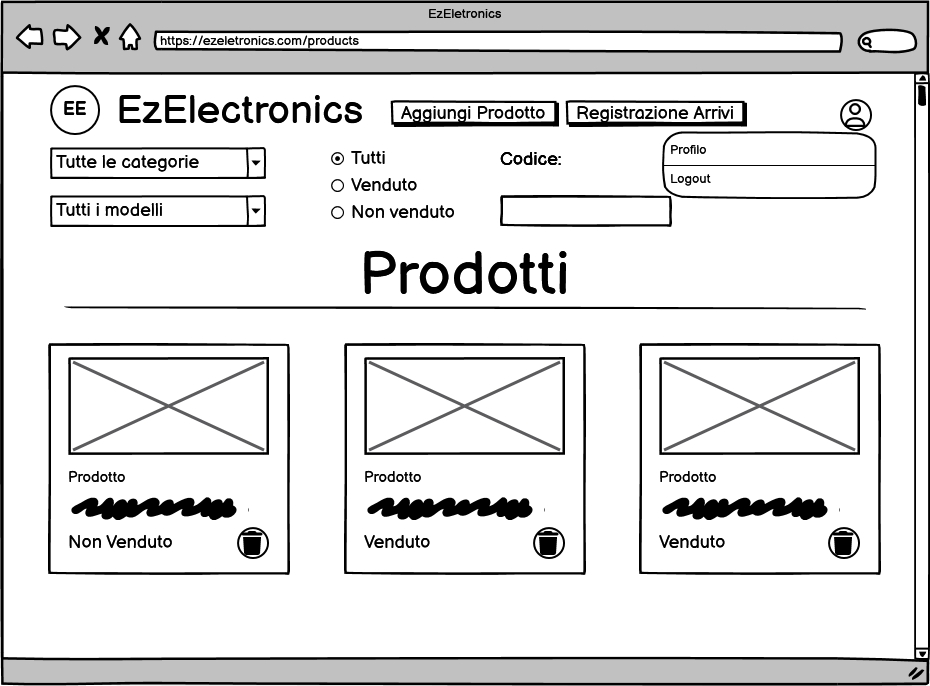 EzEletronics
https://ezeletronics.com/products
EE
EzElectronics
Aggiungi Prodotto
Registrazione Arrivi
Profilo
Logout
Tutte le categorie
Tutti i modelli
Tutti
Venduto
Non venduto
Codice:
Prodotti
Prodotto
Non Venduto
Prodotto
Venduto
Prodotto
Venduto